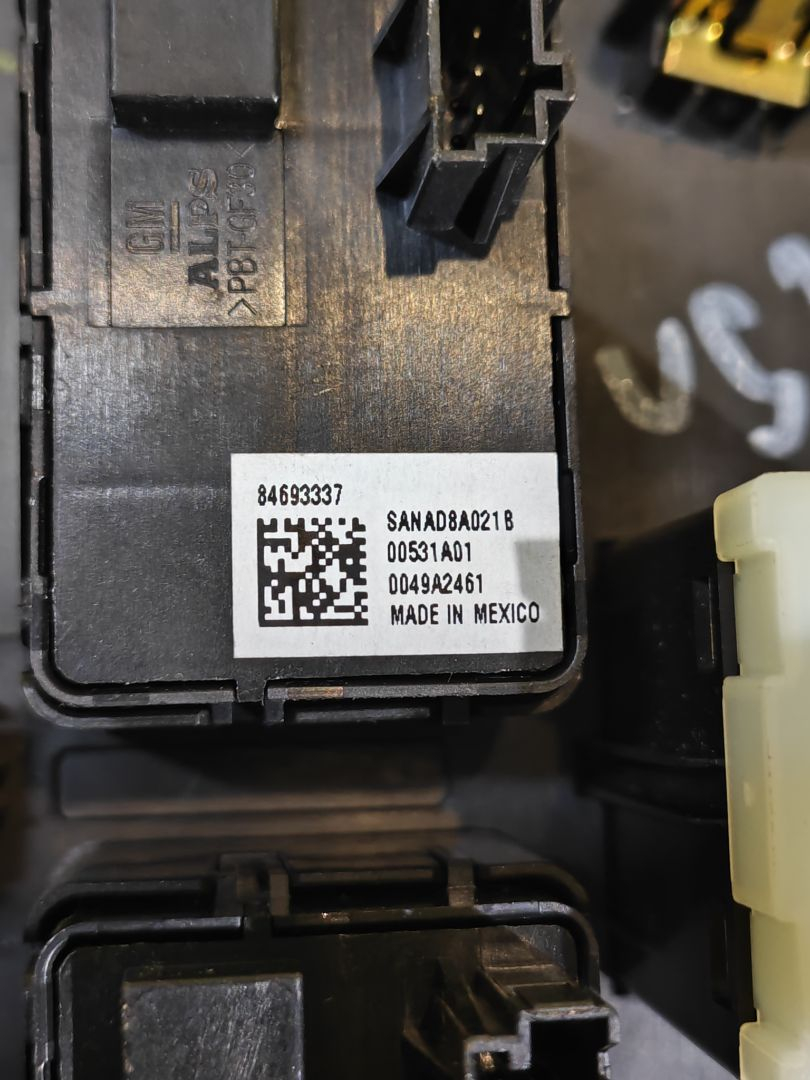 GM
ALPS
>PBT-GF30<
84693337
SANAD8A021B
00531A01
0049A2461
MADE IN MEXICO